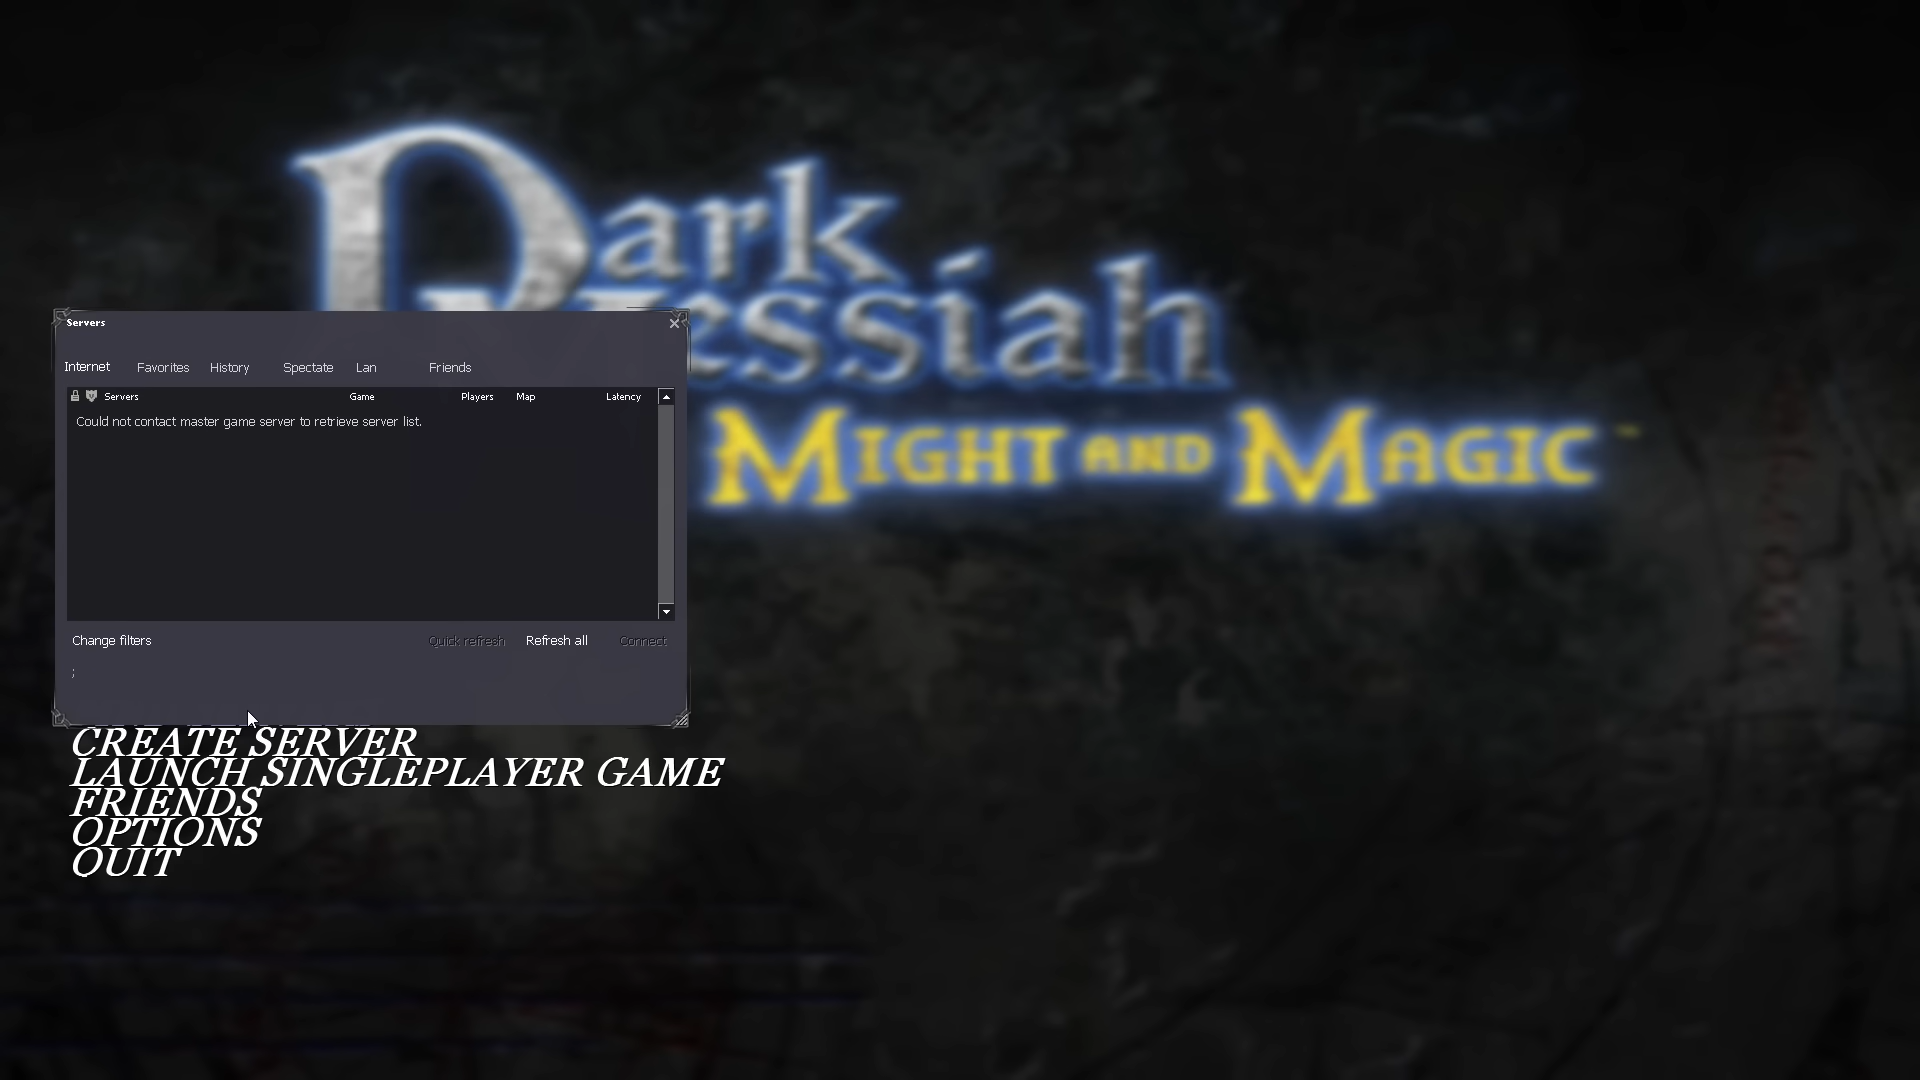 Dark
Messiah
MIGHT AND MAGIC ™
Servers
Internet Favorites History Spectate Lan Friends
Servers Game Players Map Latency
Could not contact master game server to retrieve server list.
Change filters Quick refresh Refresh all Connect
;
CREATE SERVER
LAUNCH SINGLEPLAYER GAME
FRIENDS
OPTIONS
QUIT